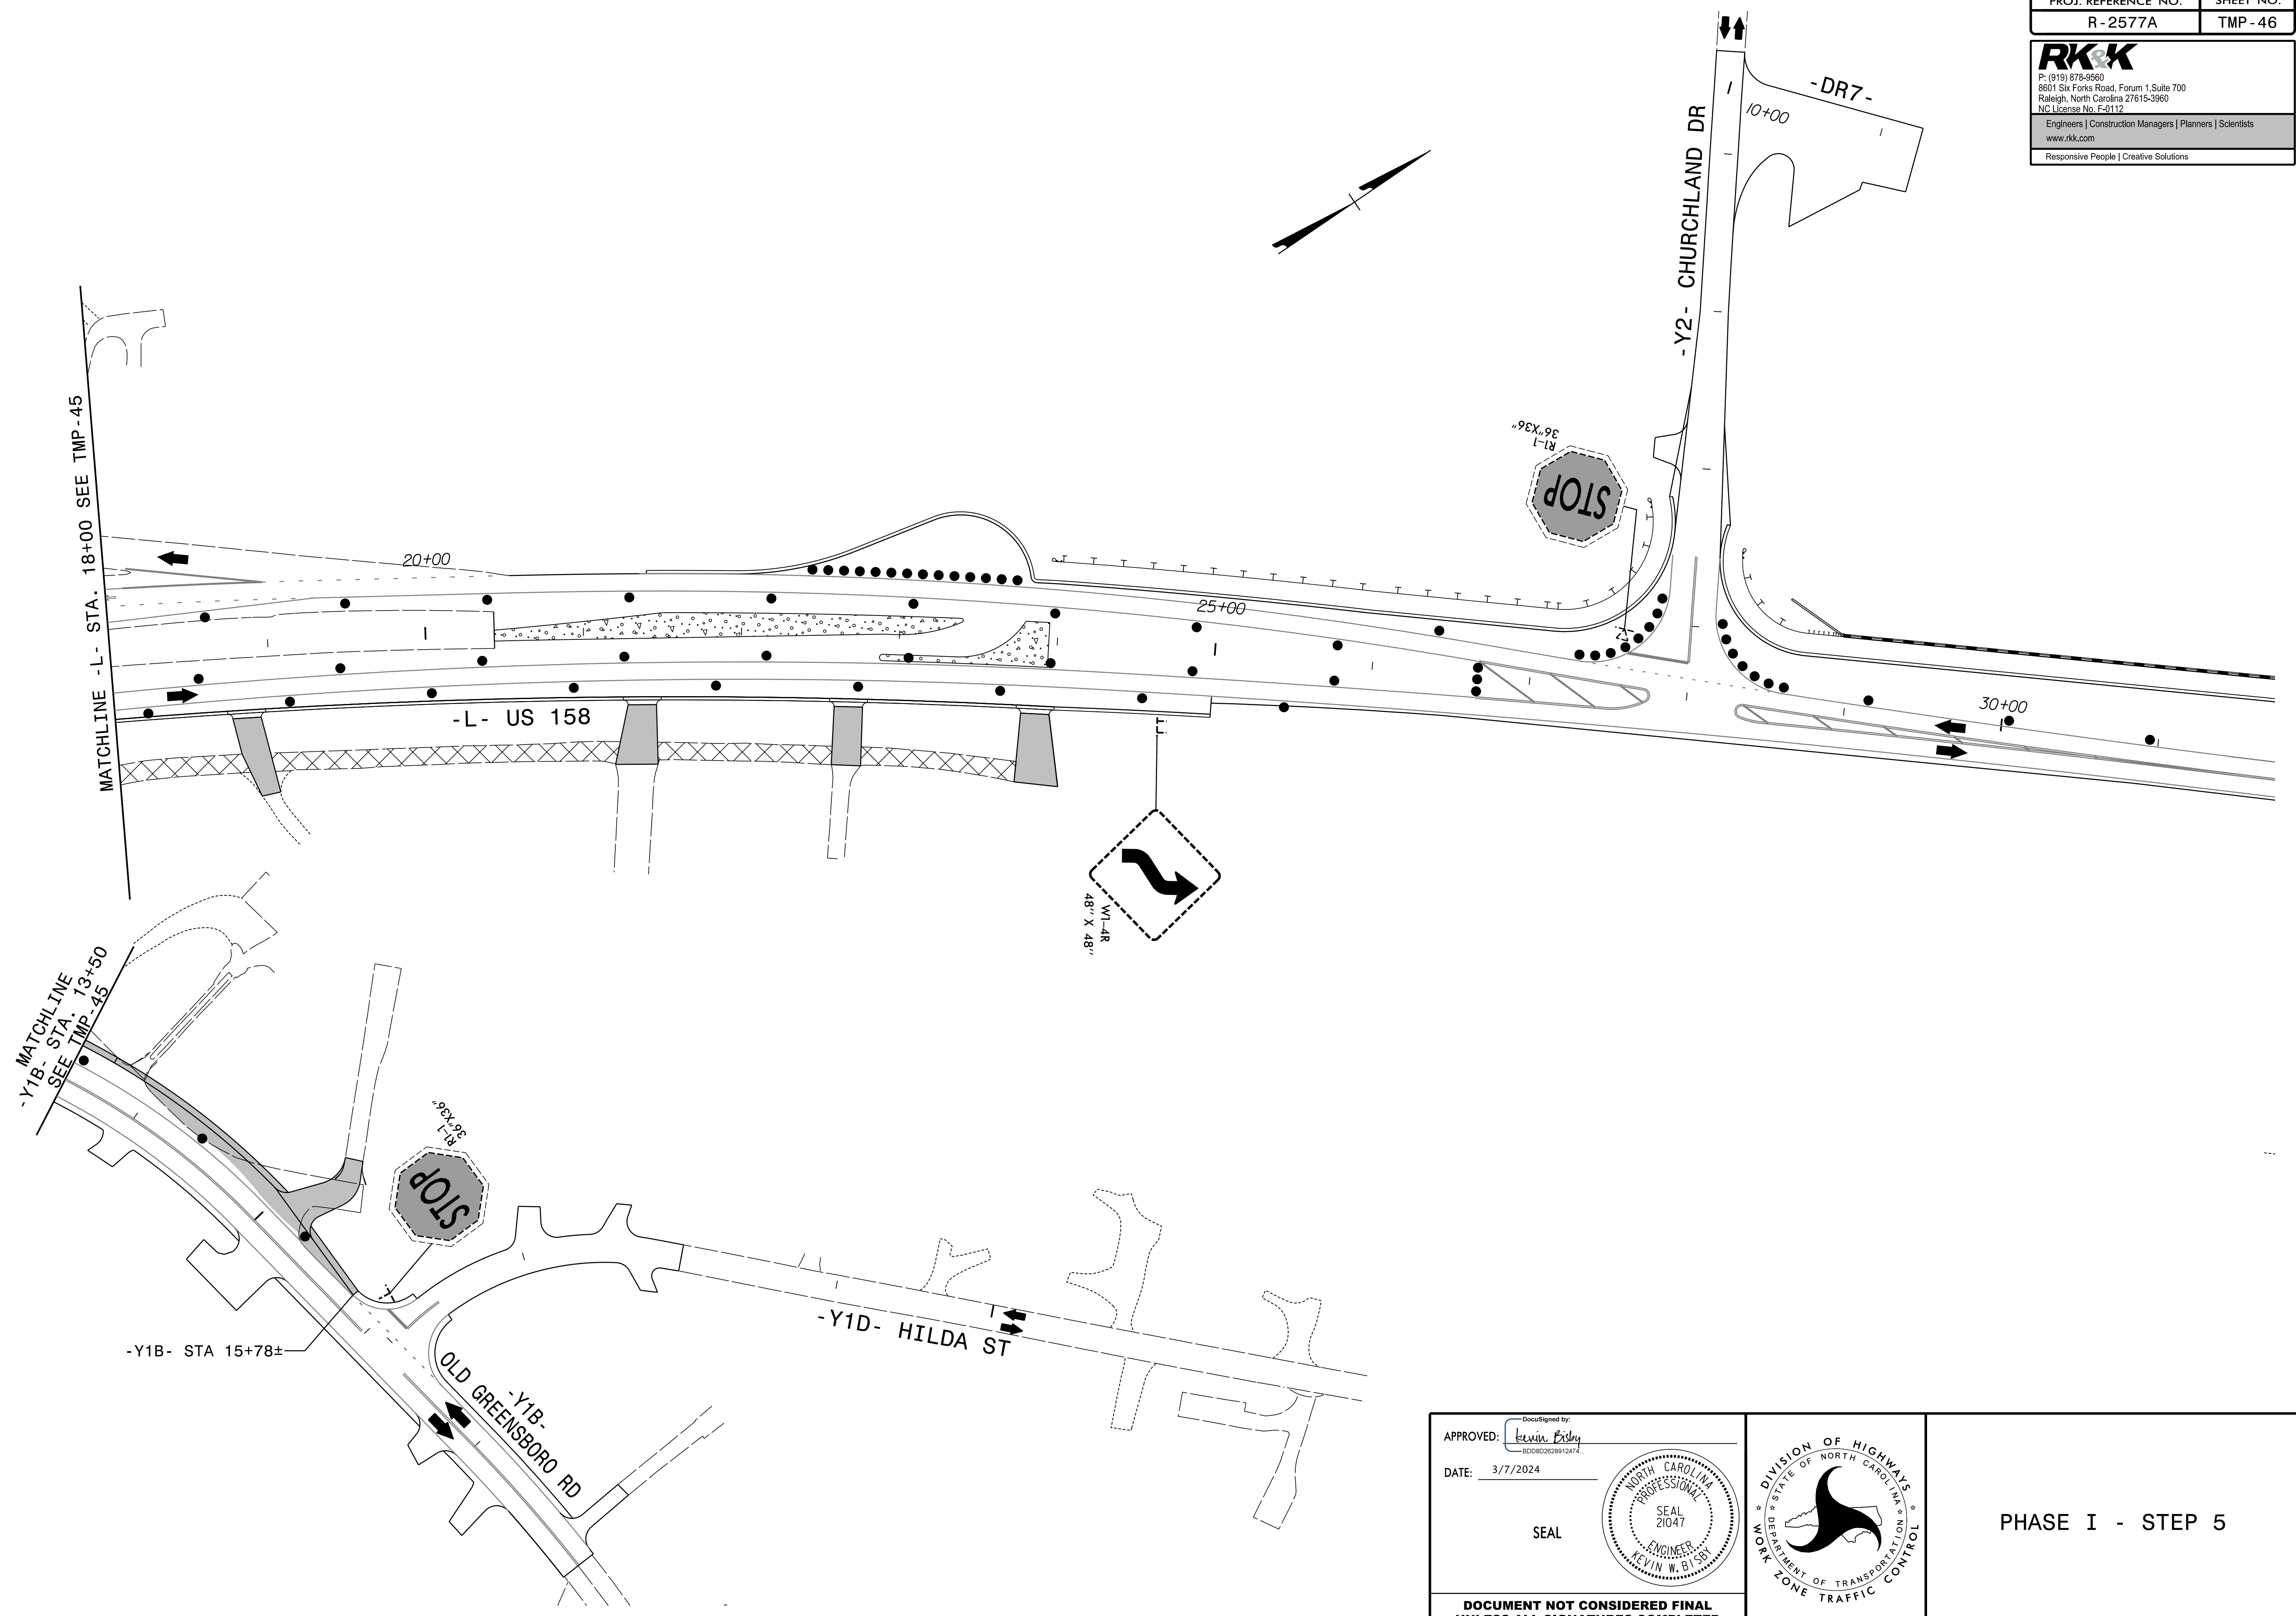 PROJ. REFERENCE NO.
SHEET NO.
R-2577A
TMP-46
RK&K
P: (919) 878-9560
8601 Six Forks Road, Forum 1,Suite 700
Raleigh, North Carolina 27615-3960
NC License No. F-0112
Engineers | Construction Managers | Planners | Scientists
www.rkk.com
Responsive People | Creative Solutions
-DR7-
10+00
-Y2- CHURCHLAND DR
MATCHLINE -L- STA. 18+00 SEE TMP-45
20+00
25+00
30+00
R1-1
36"X36"
STOP
-L- US 158
W1-4R
48" X 48"
MATCHLINE
-Y1B- STA. 13+50
SEE TMP-45
R1-1
36"X36"
STOP
-Y1B- STA 15+78±
-Y1D- HILDA ST
-Y1B-
OLD GREENSBORO RD
APPROVED:
DocuSigned by:
Kevin Bisby
BDD8D2626912474...
DATE: 3/7/2024
SEAL
NORTH CAROLINA
PROFESSIONAL
SEAL
21047
ENGINEER
KEVIN W. BISBY
DOCUMENT NOT CONSIDERED FINAL
UNLESS ALL SIGNATURES COMPLETED
DIVISION OF HIGHWAYS
STATE OF NORTH CAROLINA
DEPARTMENT OF TRANSPORTATION
WORK ZONE TRAFFIC CONTROL
PHASE I - STEP 5